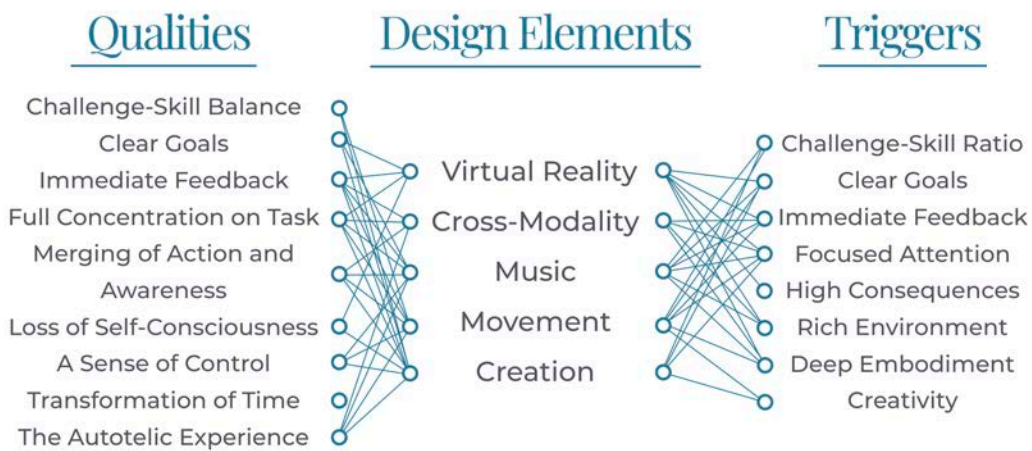 Qualities
Design Elements
Triggers
Challenge-Skill Balance
Clear Goals
Immediate Feedback
Full Concentration on Task
Merging of Action and
Awareness
Loss of Self-Consciousness
A Sense of Control
Transformation of Time
The Autotelic Experience
Virtual Reality
Cross-Modality
Music
Movement
Creation
Challenge-Skill Ratio
Clear Goals
Immediate Feedback
Focused Attention
High Consequences
Rich Environment
Deep Embodiment
Creativity